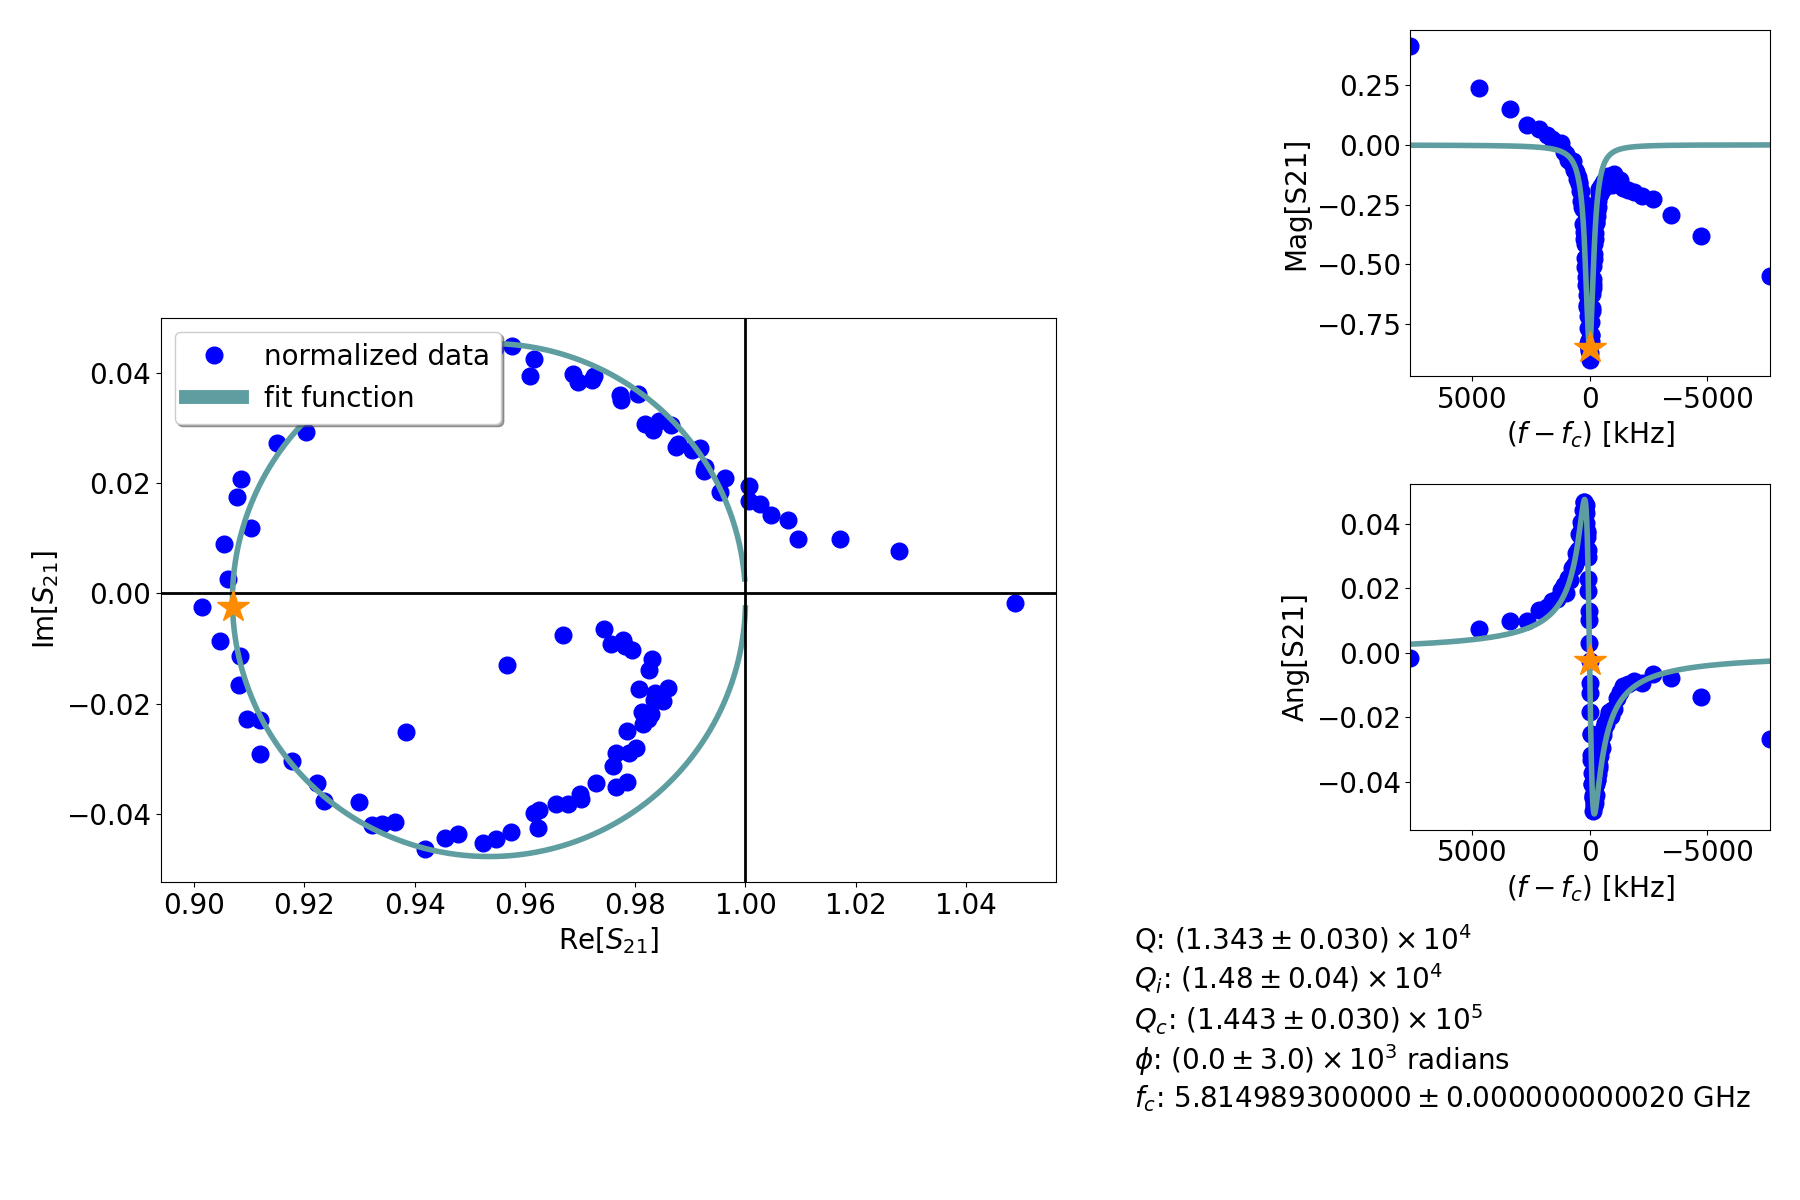 normalized data
fit function
0.04
0.02
0.00
−0.02
−0.04
Im[S21]
0.90 0.92 0.94 0.96 0.98 1.00 1.02 1.04
Re[S21]
0.25
0.00
−0.25
−0.50
−0.75
Mag[S21]
5000 0 −5000
(f − fc) [kHz]
0.04
0.02
0.00
−0.02
−0.04
Ang[S21]
5000 0 −5000
(f − fc) [kHz]
Q: (1.343 ± 0.030) × 10^4
Qi: (1.48 ± 0.04) × 10^4
Qc: (1.443 ± 0.030) × 10^5
ϕ: (0.0 ± 3.0) × 10^3 radians
fc: 5.814989300000 ± 0.000000000020 GHz